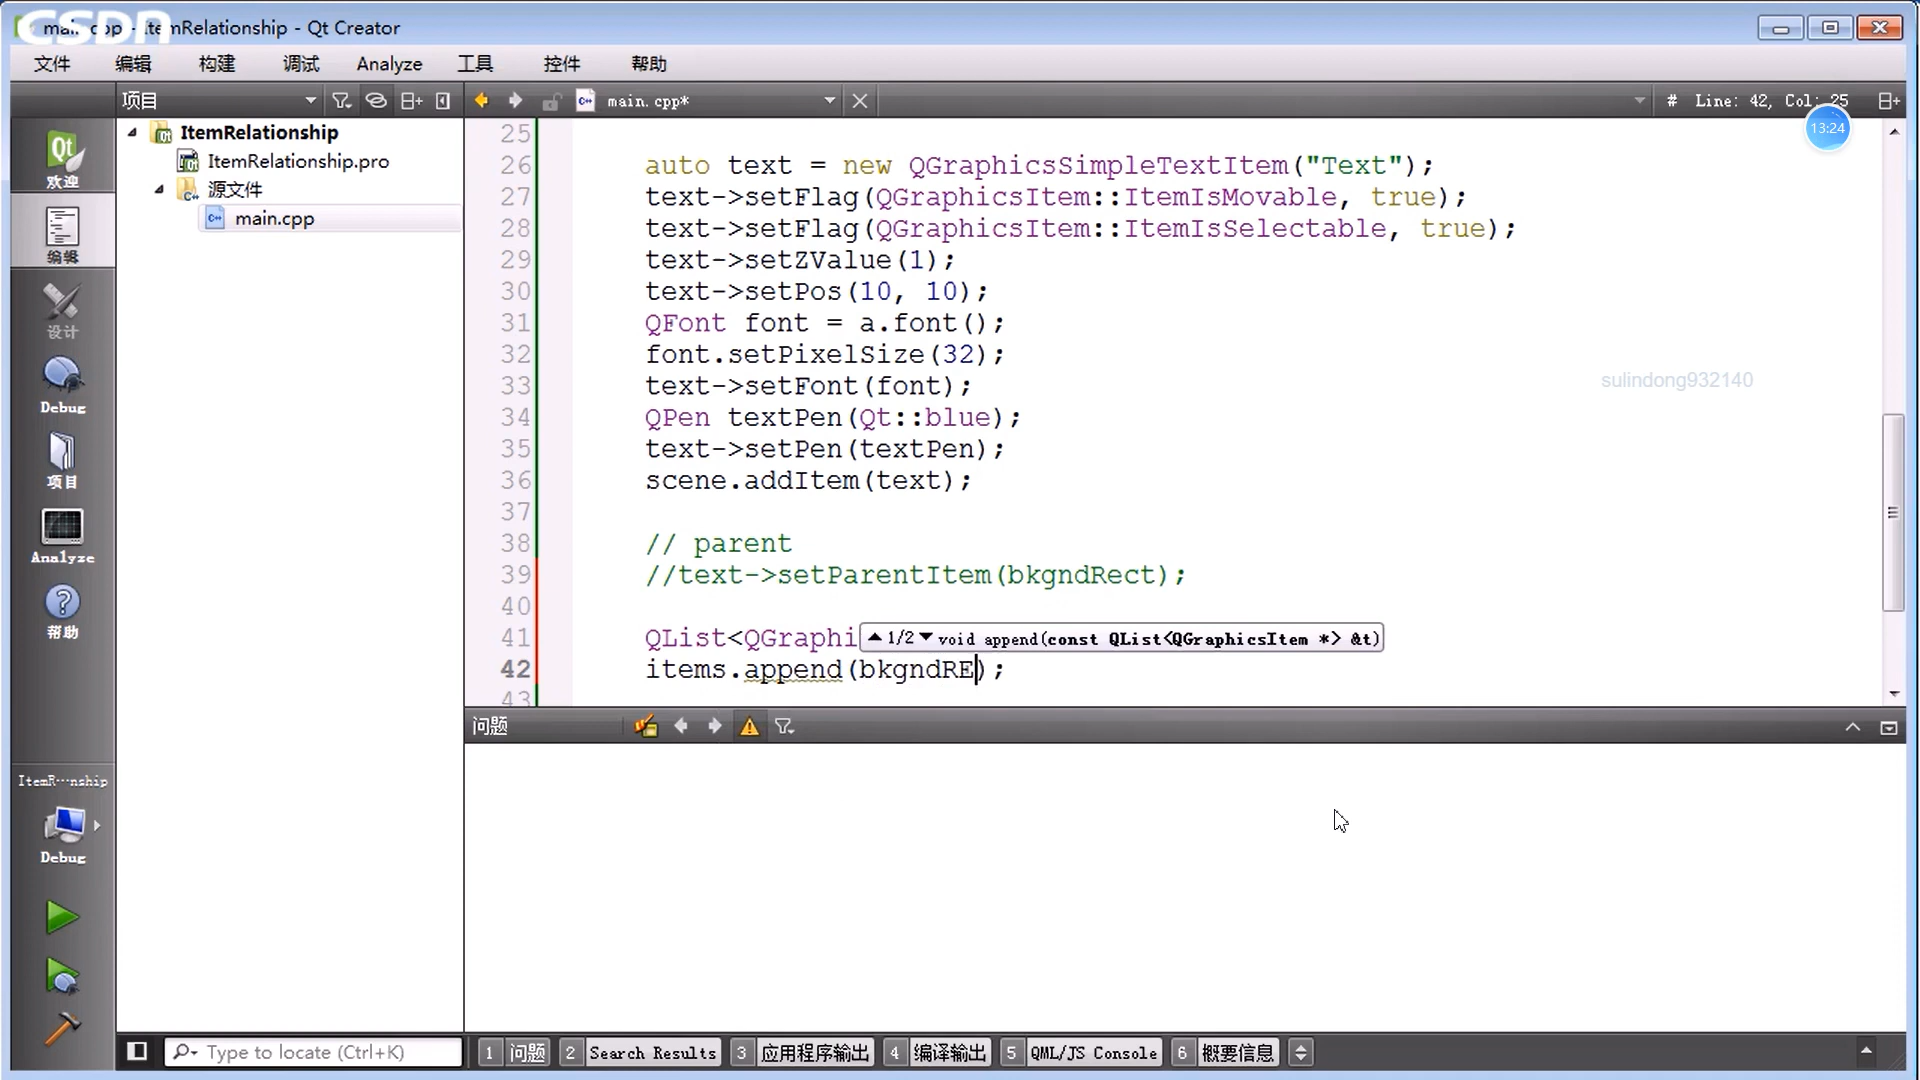 CSDN
main.cpp - ItemRelationship - Qt Creator
文件 编辑 构建 调试 Analyze 工具 控件 帮助
项目
main.cpp*
# Line: 42, Col: 25
13:24
欢迎
编辑
设计
Debug
项目
Analyze
帮助
ItemR···nship
Debug
ItemRelationship
ItemRelationship.pro
源文件
main.cpp
25
26 auto text = new QGraphicsSimpleTextItem("Text");
27 text->setFlag(QGraphicsItem::ItemIsMovable, true);
28 text->setFlag(QGraphicsItem::ItemIsSelectable, true);
29 text->setZValue(1);
30 text->setPos(10, 10);
31 QFont font = a.font();
32 font.setPixelSize(32);
33 text->setFont(font);
34 QPen textPen(Qt::blue);
35 text->setPen(textPen);
36 scene.addItem(text);
37
38 // parent
39 //text->setParentItem(bkgndRect);
40
41 QList<QGraphi
1/2 void append(const QList<QGraphicsItem *> &t)
42 items.append(bkgndRE);
43
sulindong932140
问题
Type to locate (Ctrl+K)
1 问题 2 Search Results 3 应用程序输出 4 编译输出 5 QML/JS Console 6 概要信息